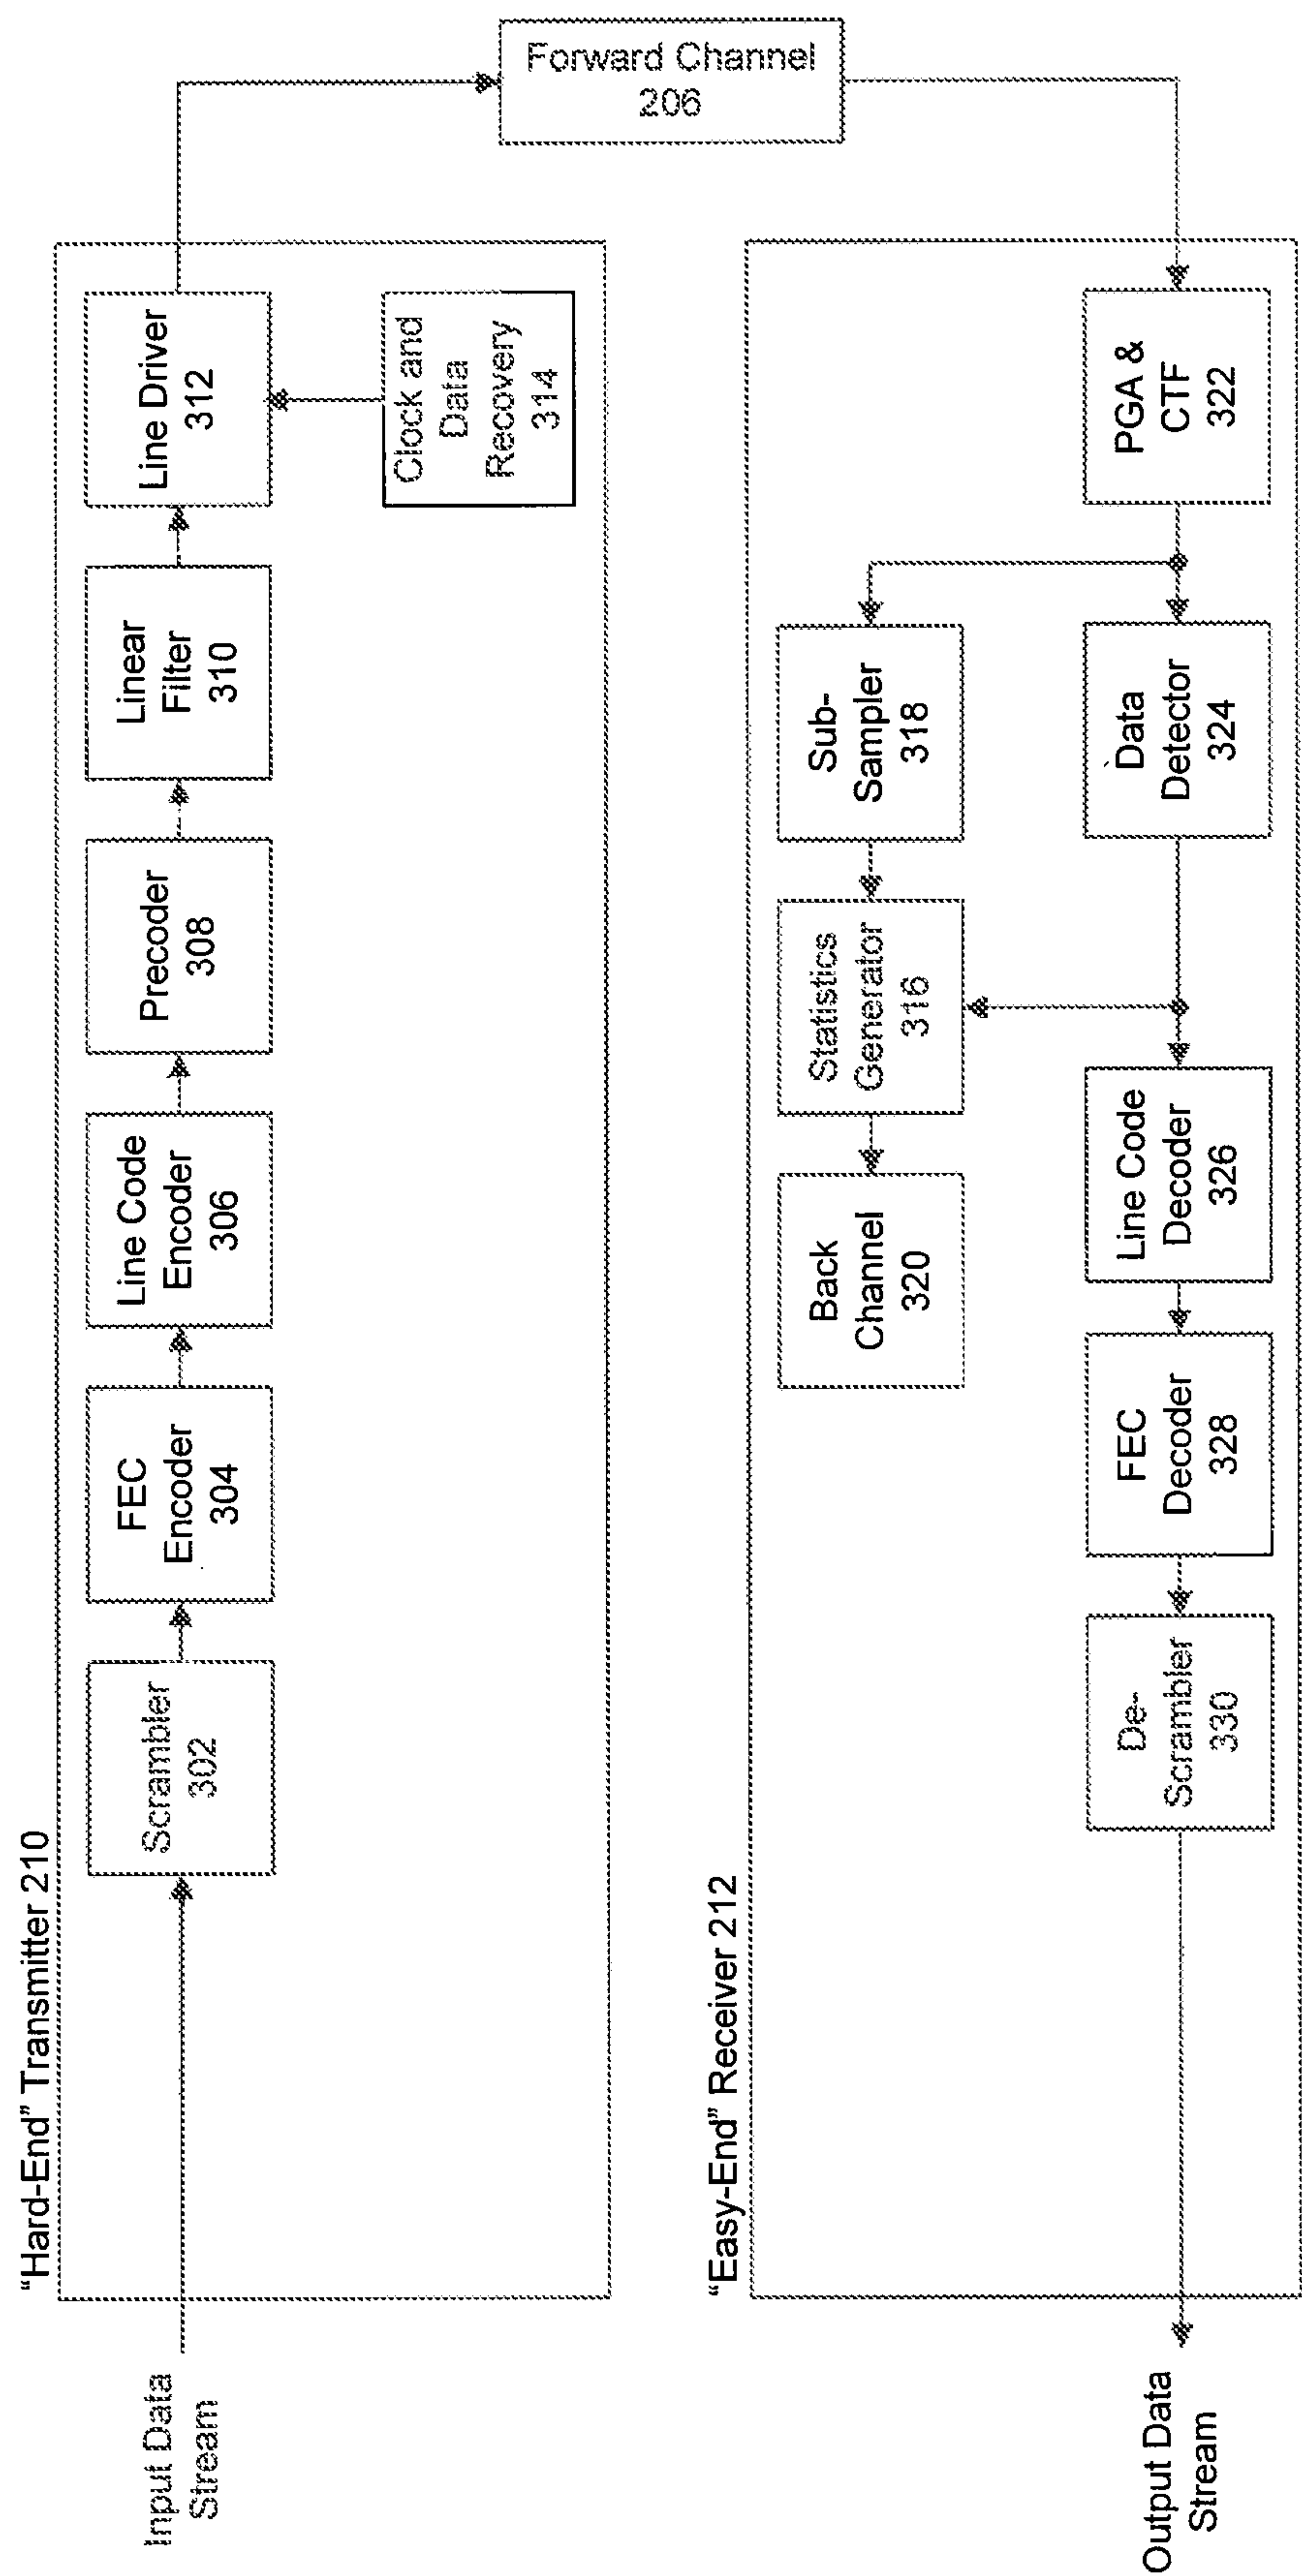 "Hard-End" Transmitter 210
Input Data
Stream
Scrambler
302
FEC
Encoder
304
Line Code
Encoder
306
Precoder
308
Linear
Filter
310
Line Driver
312
Clock and
Data
Recovery
314
Forward Channel
206
"Easy-End" Receiver 212
PGA &
CTF
322
Sub-
Sampler
318
Data
Detector
324
Statistics
Generator
316
Back
Channel
320
Line Code
Decoder
326
FEC
Decoder
328
De-
Scrambler
330
Output Data
Stream